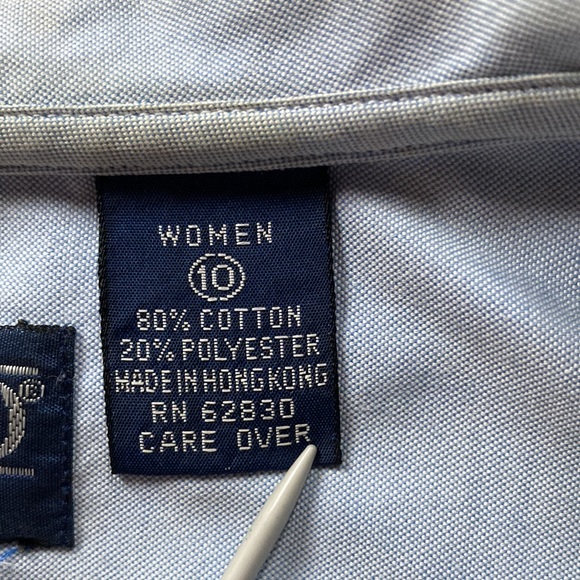 WOMEN
10
80% COTTON
20% POLYESTER
MADE IN HONG KONG
RN 62830
CARE OVER
®